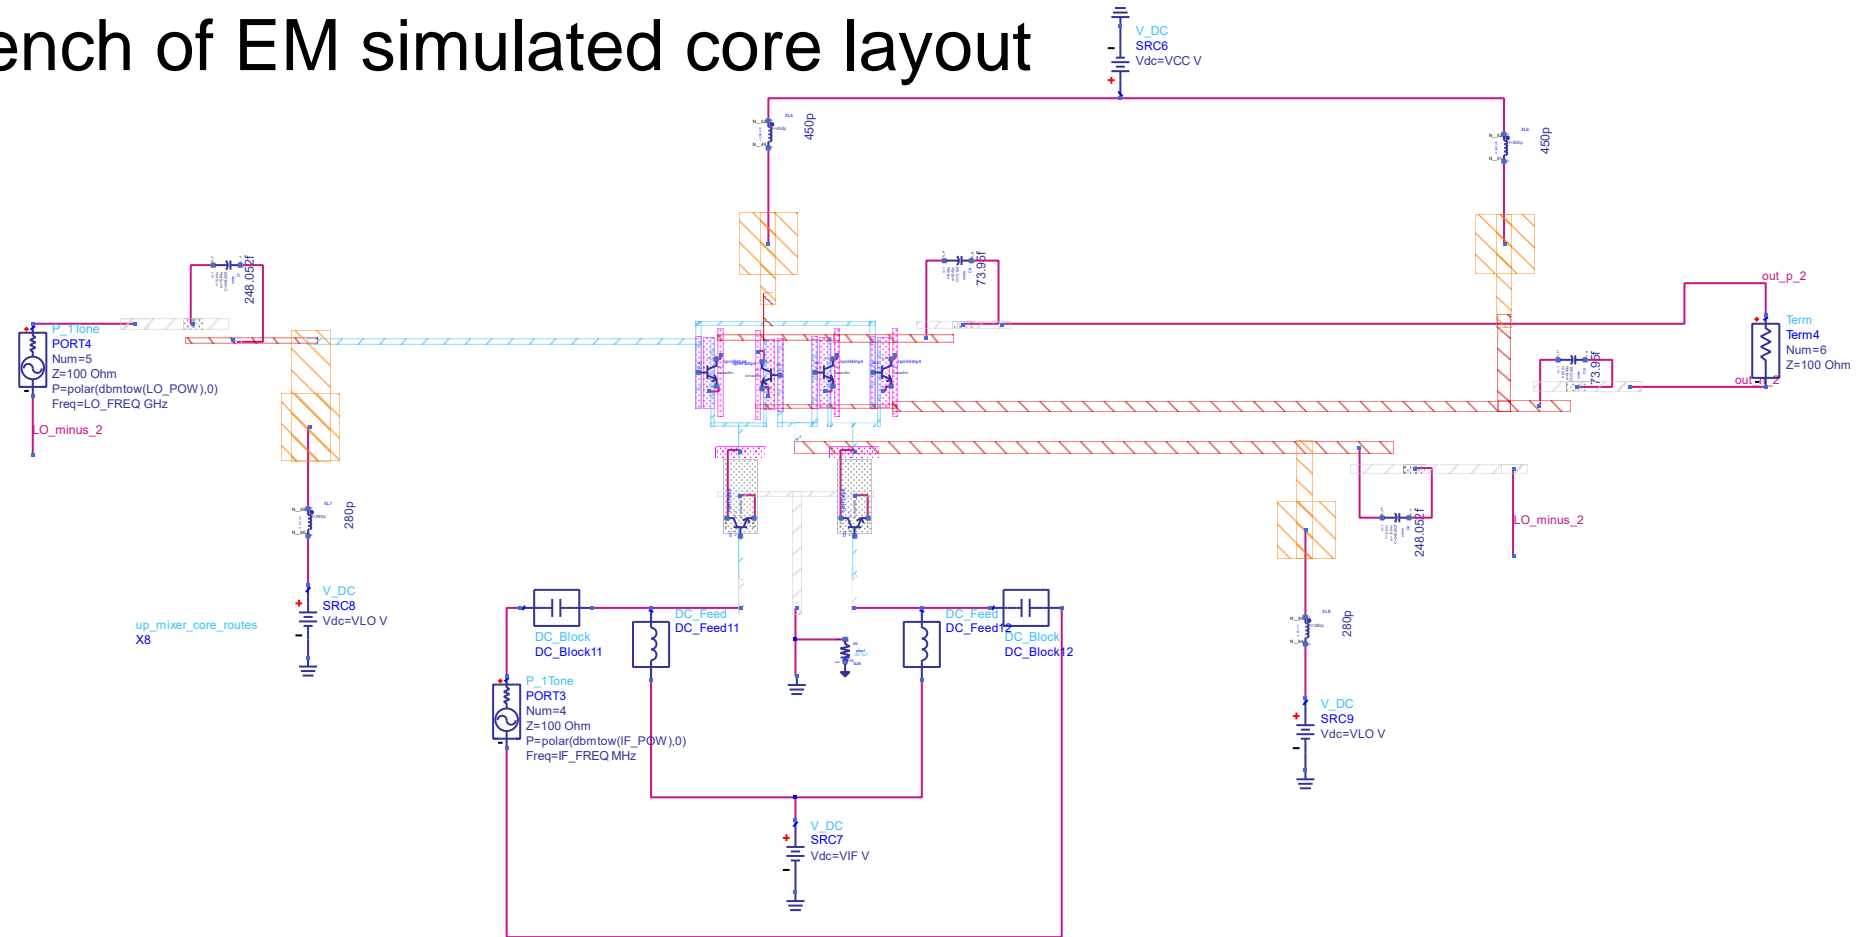 ench of EM simulated core layout
V_DC
SRC6
Vdc=VCC V
450p
450p
248.052f
73.95f
out_p_2
P_1Tone
PORT4
Num=5
Z=100 Ohm
P=polar(dbmtow(LO_POW),0)
Freq=LO_FREQ GHz
LO_minus_2
Term
Term4
Num=6
Z=100 Ohm
73.95f
280p
LO_minus_2
248.052f
V_DC
SRC8
Vdc=VLO V
up_mixer_core_routes
X8
DC_Block
DC_Block11
DC_Feed
DC_Feed11
DC_Feed
DC_Feed12
DC_Block
DC_Block12
280p
P_1Tone
PORT3
Num=4
Z=100 Ohm
P=polar(dbmtow(IF_POW),0)
Freq=IF_FREQ MHz
V_DC
SRC9
Vdc=VLO V
V_DC
SRC7
Vdc=VIF V